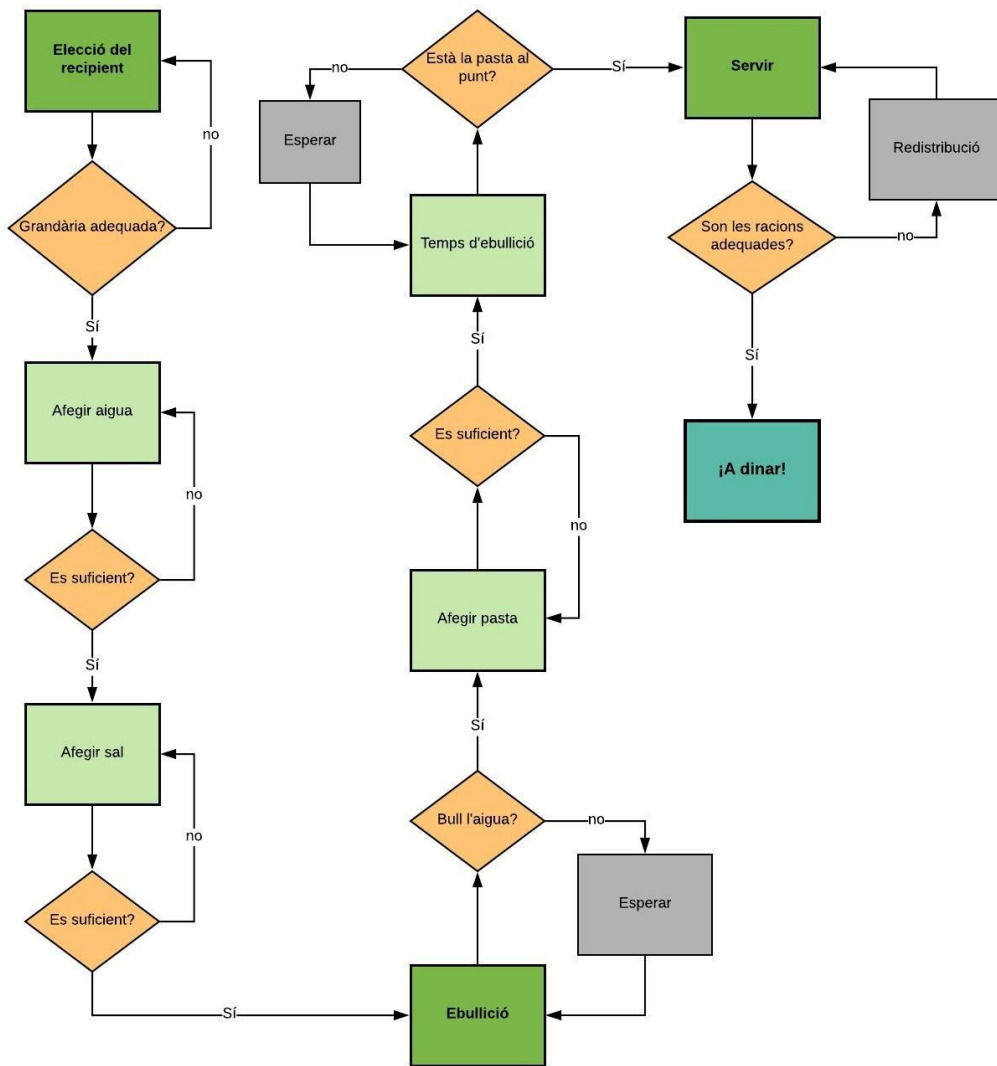 Elecció del
recipient
no
Grandària adequada?
Sí
Afegir aigua
no
Es suficient?
Sí
Afegir sal
no
Es suficient?
Sí
Ebullició
Esperar
no
Bull l'aigua?
Sí
Afegir pasta
no
Es suficient?
Sí
Temps d'ebullició
Esperar
no
Està la pasta al
punt?
Sí
Servir
Redistribució
no
Son les racions
adequades?
Sí
¡A dinar!